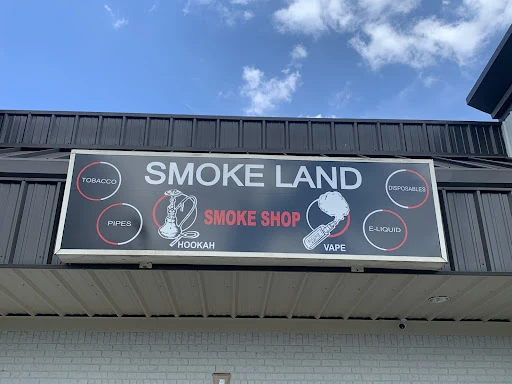 SMOKE LAND
TOBACCO
DISPOSABLES
SMOKE SHOP
PIPES
E-LIQUID
HOOKAH
VAPE